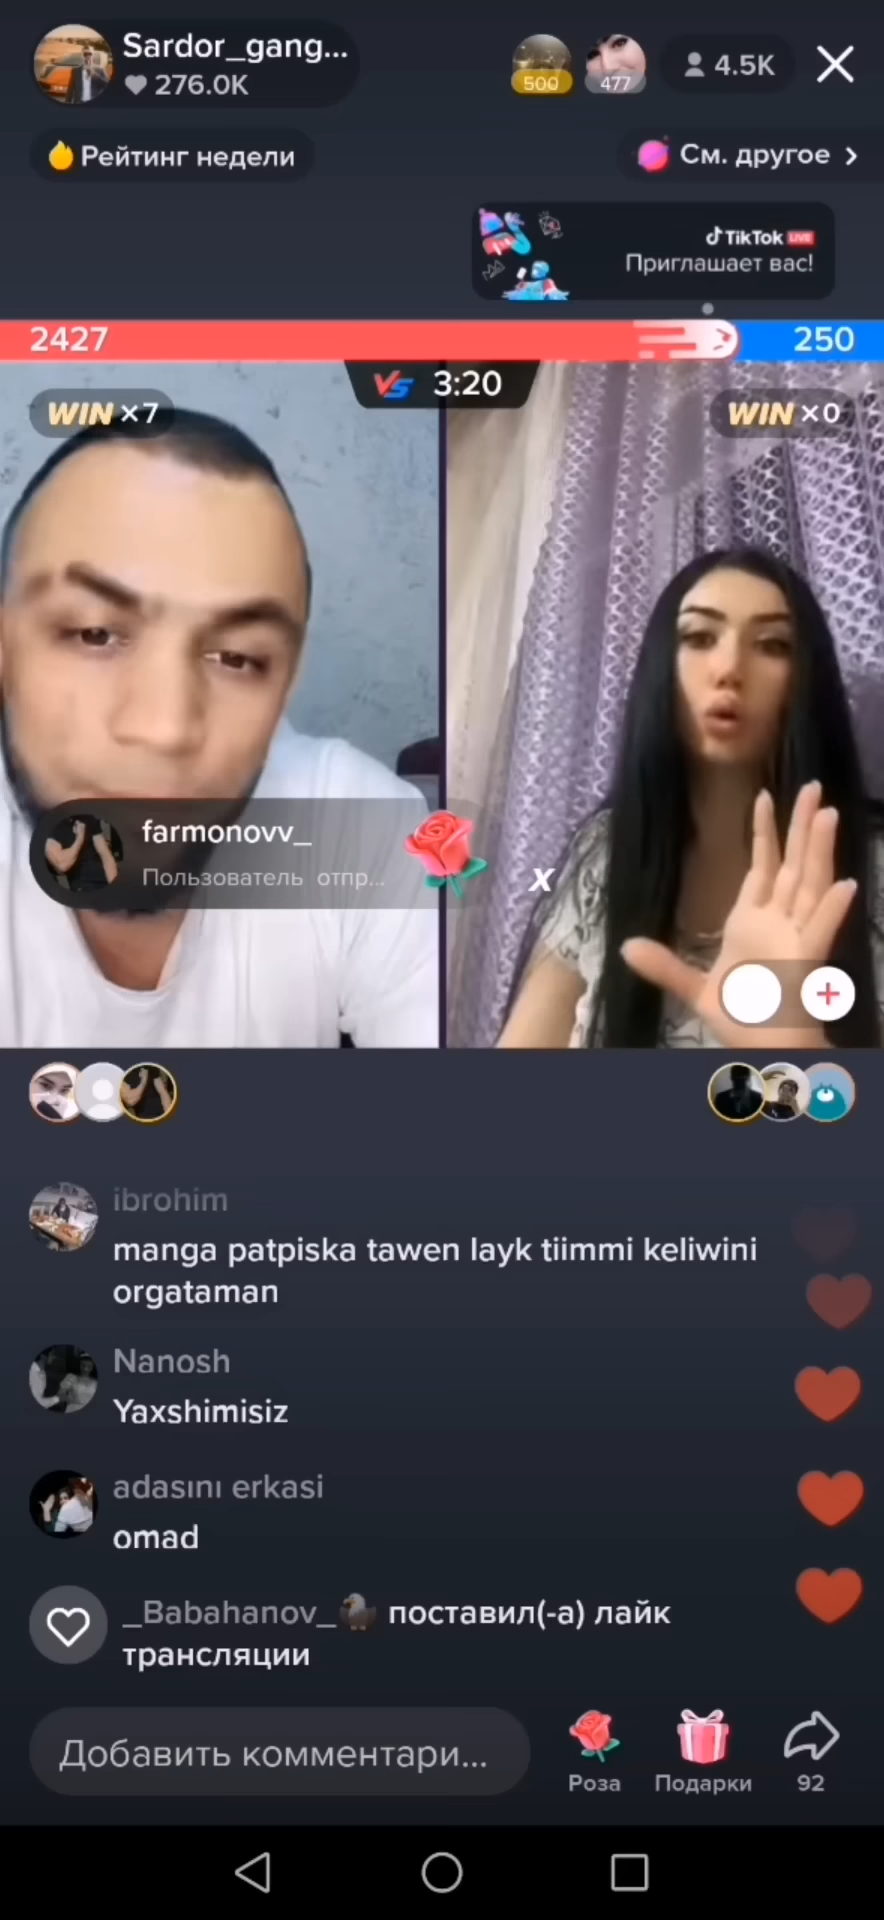 Sardor_gang...
276.0K
500
477
4.5K
Рейтинг недели
См. другое
TikTok LIVE
Приглашает вас!
2427
250
VS 3:20
WIN ×7
WIN ×0
farmonovv_
Пользователь отпр...
x
ibrohim
manga patpiska tawen layk tiimmi keliwini
orgataman
Nanosh
Yaxshimisiz
adasını erkasi
omad
_Babahanov_🦅 поставил(-а) лайк
трансляции
Добавить комментари...
Роза
Подарки
92